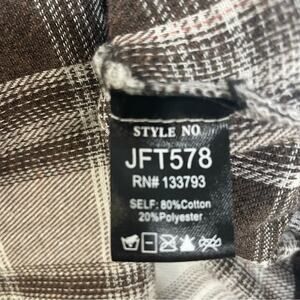 STYLE NO.
JFT578
RN# 133793
SELF: 80%Cotton
20%Polyester